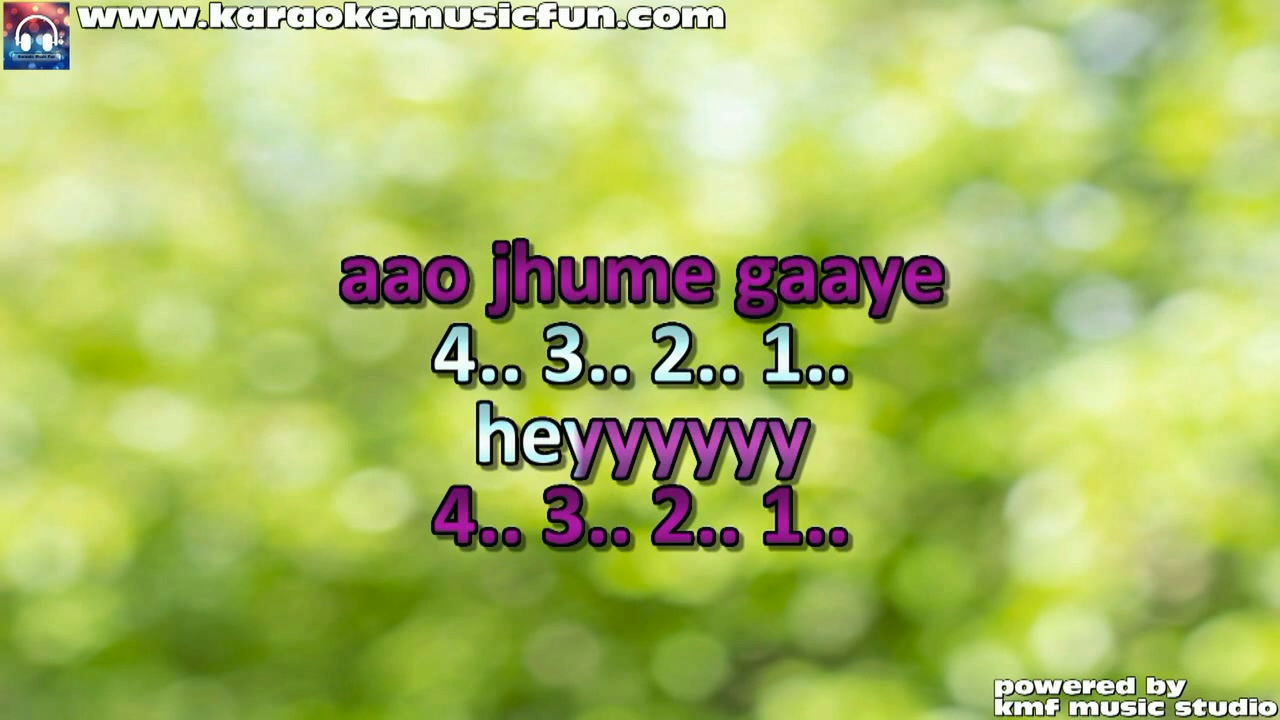 www.karaokemusicfun.com
aao jhume gaaye
4.. 3.. 2.. 1..
heyyyyyy
4.. 3.. 2.. 1..
powered by
kmf music studio